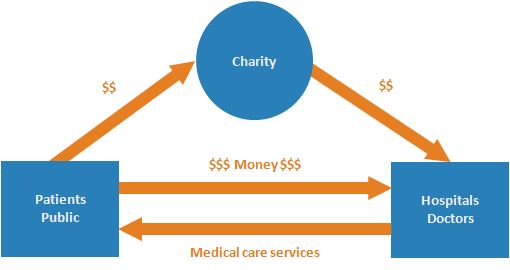 Charity
$$
$$
$$$ Money $$$
Patients
Public
Hospitals
Doctors
Medical care services